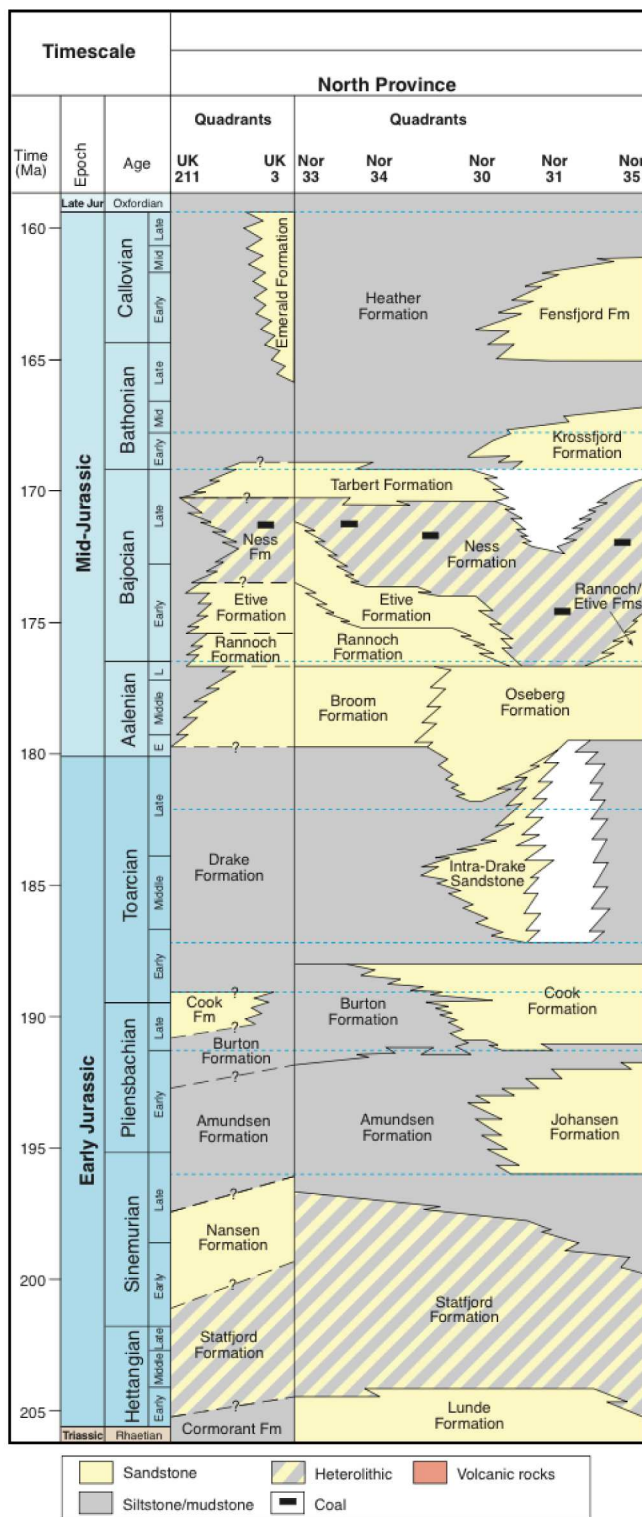 Timescale
North Province
Quadrants
Quadrants
Time
(Ma)
Epoch
Age
UK
211
UK
3
Nor
33
Nor
34
Nor
30
Nor
31
Nor
35
Late Jur
Oxfordian
160
165
170
175
180
185
190
195
200
205
Mid-Jurassic
Early Jurassic
Triassic
Rhaetian
Callovian
Late
Mid
Early
Bathonian
Late
Mid
Early
Bajocian
Late
Early
Aalenian
L
Middle
E
Toarcian
Late
Middle
Early
Pliensbachian
Late
Early
Sinemurian
Late
Early
Hettangian
Late
Middle
Early
Emerald Formation
Heather
Formation
Fensfjord Fm
Krossfjord
Formation
?
Tarbert Formation
?
Ness
Fm
Ness
Formation
?
Etive
Formation
Etive
Formation
Rannoch/
Etive Fms
Rannoch
Formation
Rannoch
Formation
Broom
Formation
Oseberg
Formation
?
Drake
Formation
Intra-Drake
Sandstone
?
Cook
Fm
?
Burton
Formation
Burton
Formation
Cook
Formation
?
Amundsen
Formation
Amundsen
Formation
Johansen
Formation
?
Nansen
Formation
?
Statfjord
Formation
Statfjord
Formation
?
Cormorant Fm
Lunde
Formation
Sandstone
Heterolithic
Volcanic rocks
Siltstone/mudstone
Coal